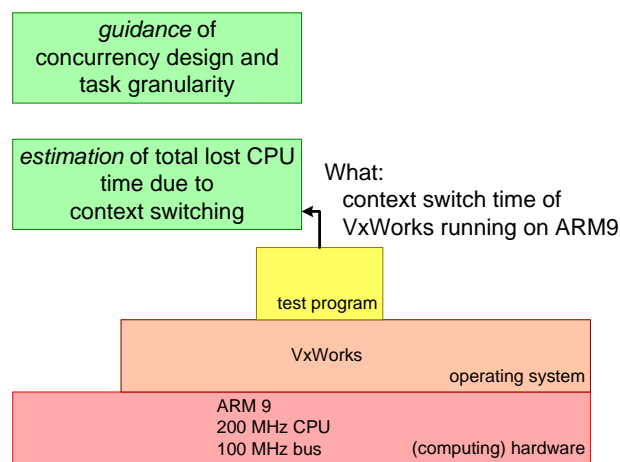 guidance of
concurrency design and
task granularity
estimation of total lost CPU
time due to
context switching
What:
context switch time of
VxWorks running on ARM9
test program
VxWorks
operating system
ARM 9
200 MHz CPU
100 MHz bus
(computing) hardware